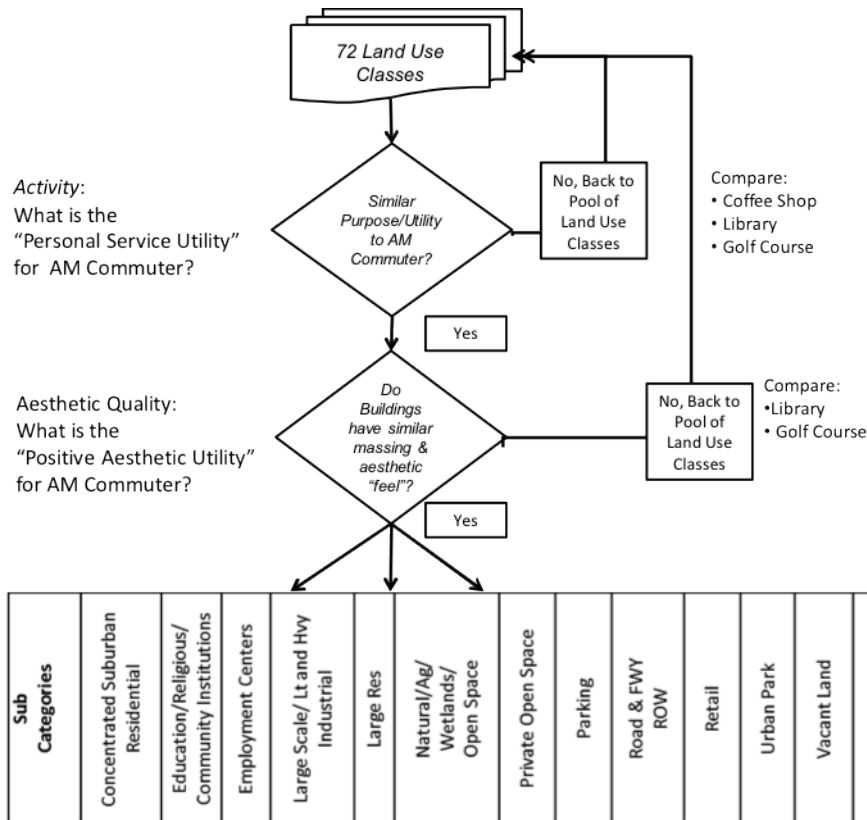 72 Land Use
Classes
Activity:
What is the
“Personal Service Utility”
for AM Commuter?
Similar
Purpose/Utility
to AM
Commuter?
No, Back to
Pool of
Land Use
Classes
Compare:
• Coffee Shop
• Library
• Golf Course
Yes
Aesthetic Quality:
What is the
“Positive Aesthetic Utility”
for AM Commuter?
Do
Buildings
have similar
massing &
aesthetic
“feel”?
No, Back to
Pool of
Land Use
Classes
Compare:
•Library
• Golf Course
Yes
Sub
Categories
Concentrated Suburban
Residential
Education/Religious/
Community Institutions
Employment Centers
Large Scale/ Lt and Hvy
Industrial
Large Res
Natural/Ag/
Wetlands/
Open Space
Private Open Space
Parking
Road & FWY
ROW
Retail
Urban Park
Vacant Land